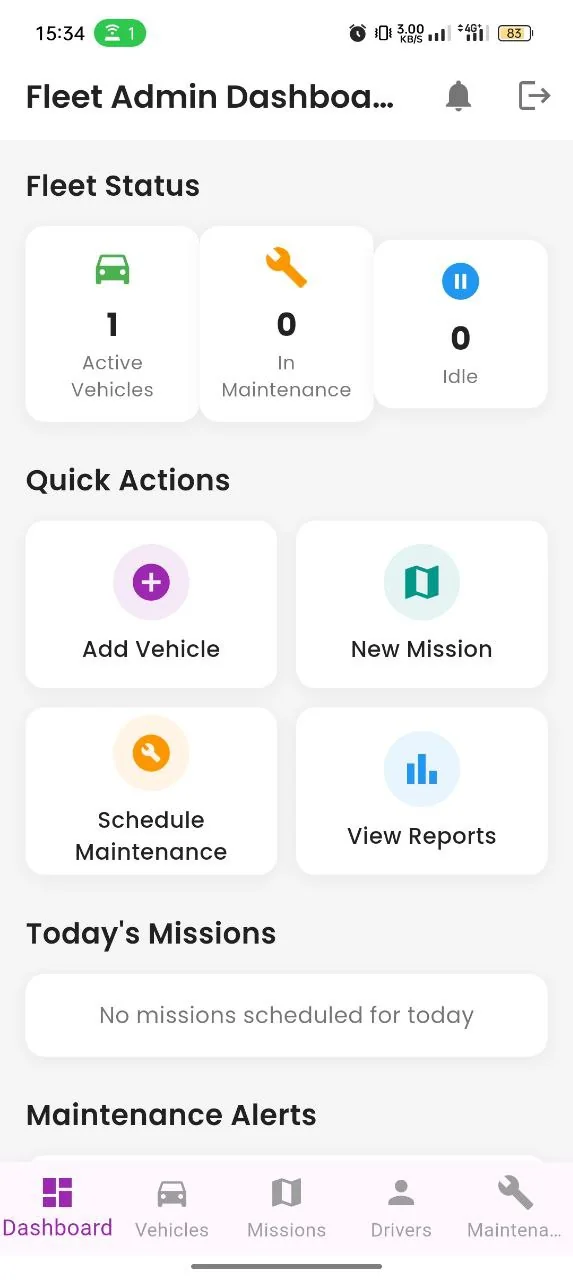 15:34 1 3.00 KB/S 4G 83
Fleet Admin Dashboa...
Fleet Status
1
Active
Vehicles
0
In
Maintenance
0
Idle
Quick Actions
Add Vehicle
New Mission
Schedule
Maintenance
View Reports
Today's Missions
No missions scheduled for today
Maintenance Alerts
Dashboard
Vehicles
Missions
Drivers
Maintena...